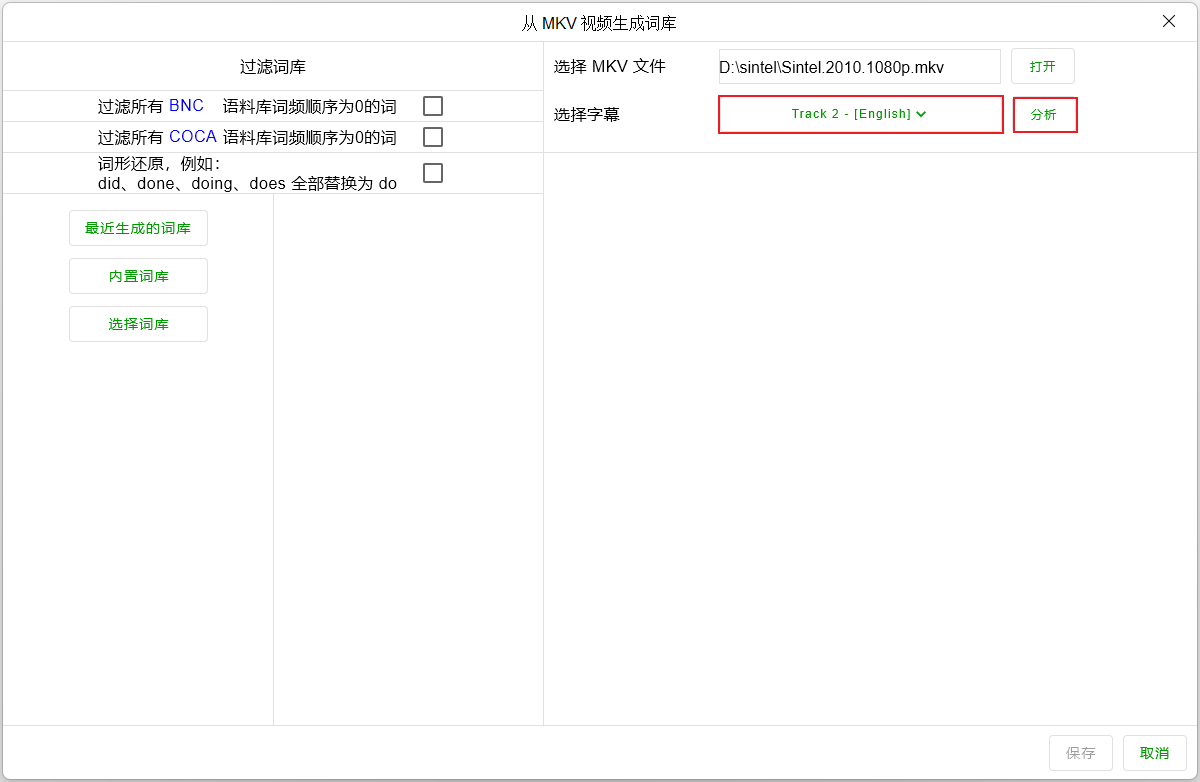 从 MKV 视频生成词库
过滤词库
过滤所有 BNC 语料库词频顺序为0的词
过滤所有 COCA 语料库词频顺序为0的词
词形还原，例如：
did、done、doing、does 全部替换为 do
最近生成的词库
内置词库
选择词库
选择 MKV 文件 D:\sintel\Sintel.2010.1080p.mkv 打开
选择字幕 Track 2 - [English] 分析
保存 取消